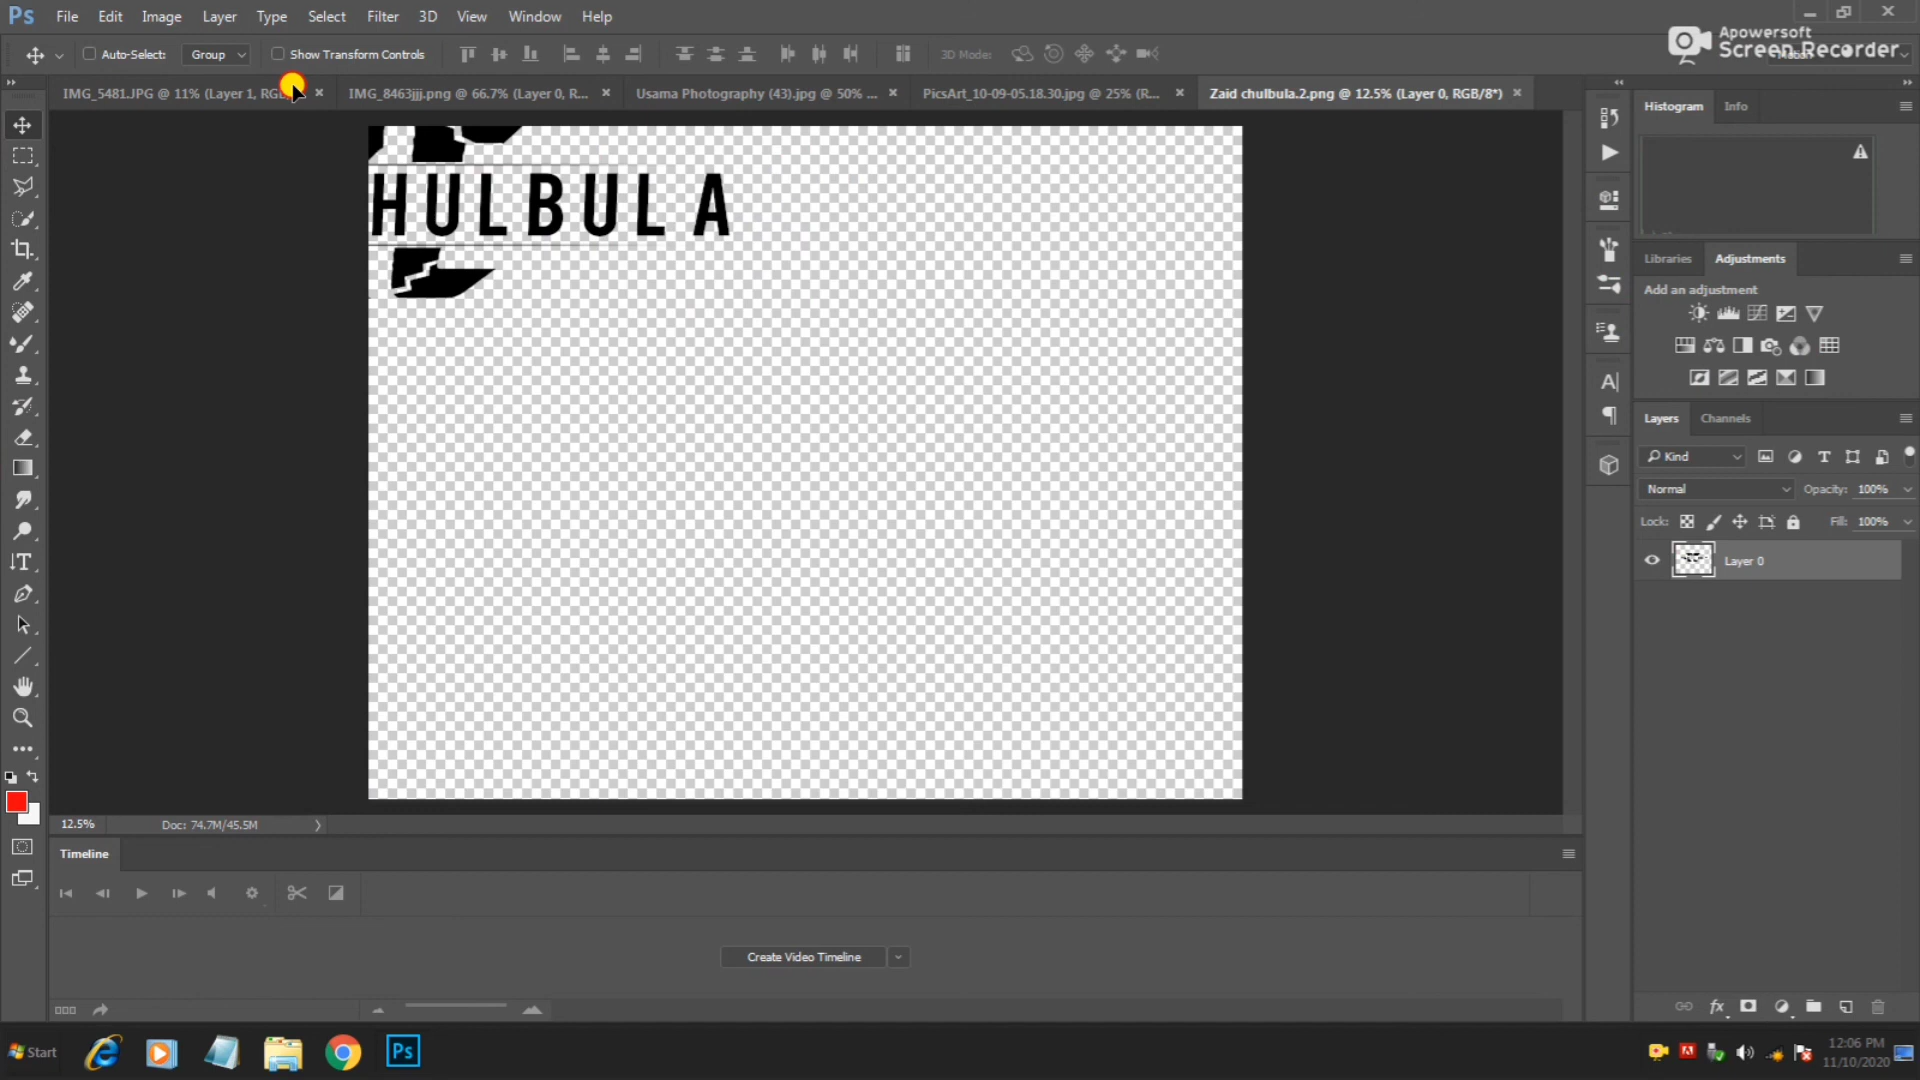 Ps File Edit Image Layer Type Select Filter 3D View Window Help
Apowersoft
Screen Recorder
Auto-Select: Group Show Transform Controls 3D Mode:
IMG_5481.JPG @ 11% (Layer 1, RG
IMG_8463jjj.png @ 66.7% (Layer 0, R...
Usama Photography (43).jpg @ 50% ...
PicsArt_10-09-05.18.30.jpg @ 25% (R...
Zaid chulbula.2.png @ 12.5% (Layer 0, RGB/8*)
Histogram Info
HULBULA
Libraries Adjustments
Add an adjustment
Layers Channels
Kind
Normal Opacity: 100%
Lock: Fill: 100%
Layer 0
12.5% Doc: 74.7M/45.5M
Timeline
Create Video Timeline
Start
Ps
12:06 PM
11/10/2020